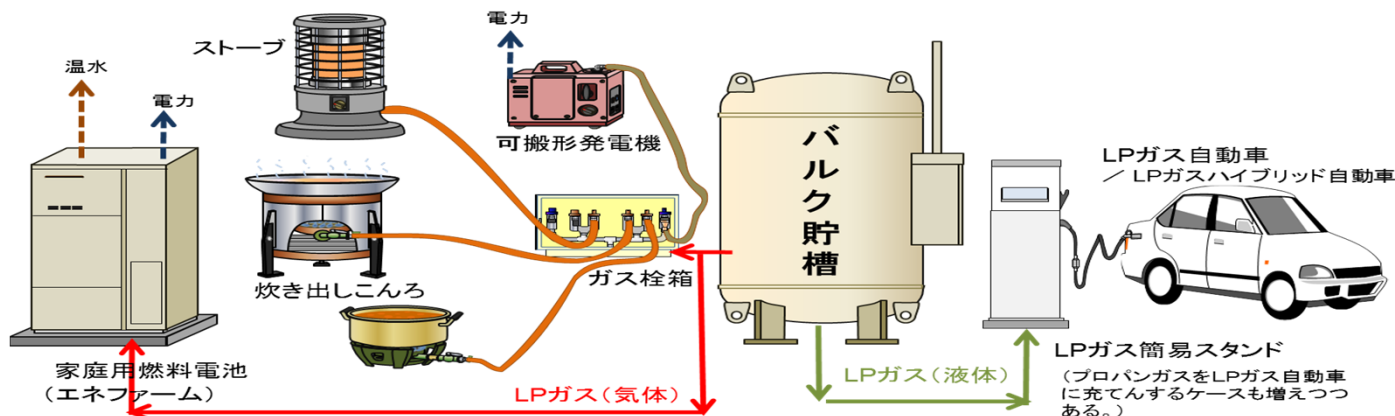 ストーブ
電力
温水
電力
可搬形発電機
バルク貯槽
LPガス自動車
／LPガスハイブリッド自動車
ガス栓箱
炊き出しこんろ
家庭用燃料電池
（エネファーム）
LPガス（気体）
LPガス（液体）
LPガス簡易スタンド
（プロパンガスをLPガス自動車
に充てんするケースも増えつつ
ある。）